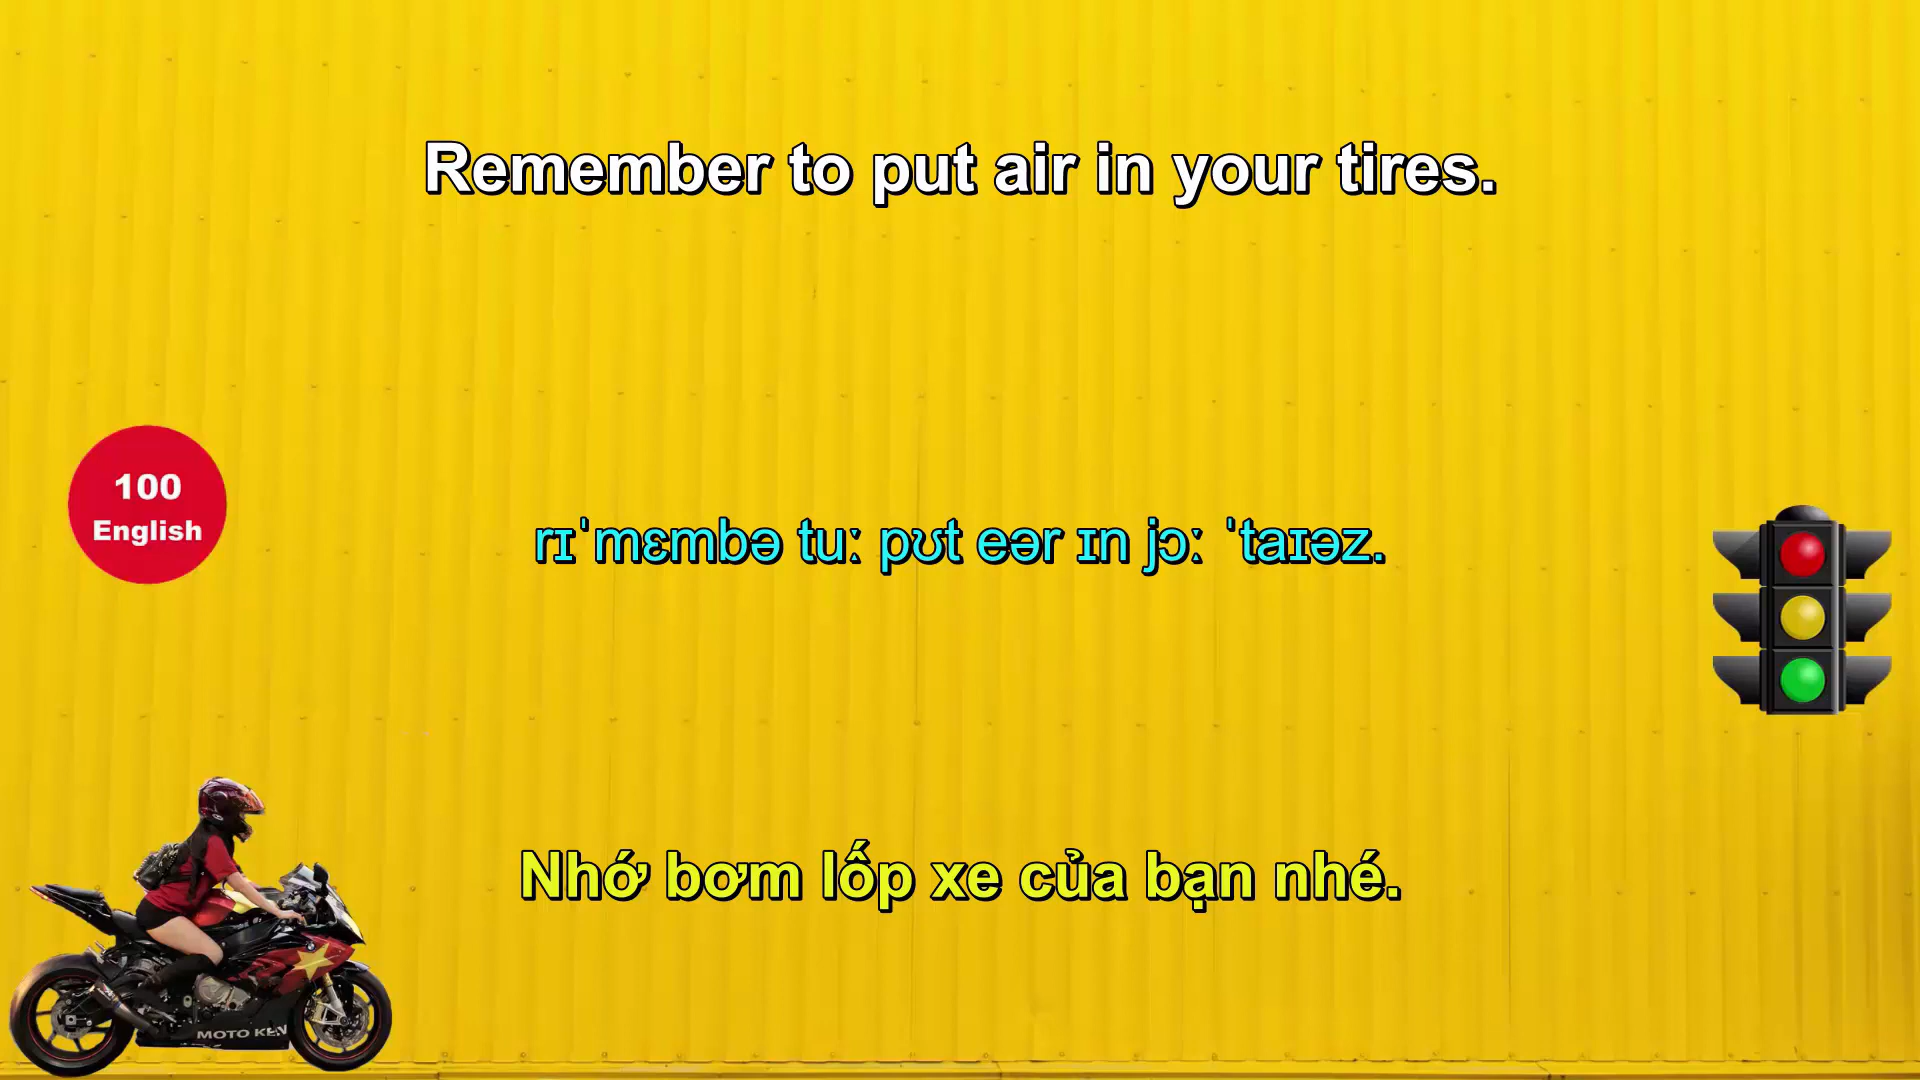 Remember to put air in your tires.
100
English
rɪˈmɛmbə tuː pʊt eər ɪn jɔː ˈtaɪəz.
Nhớ bơm lốp xe của bạn nhé.
MOTO KEN